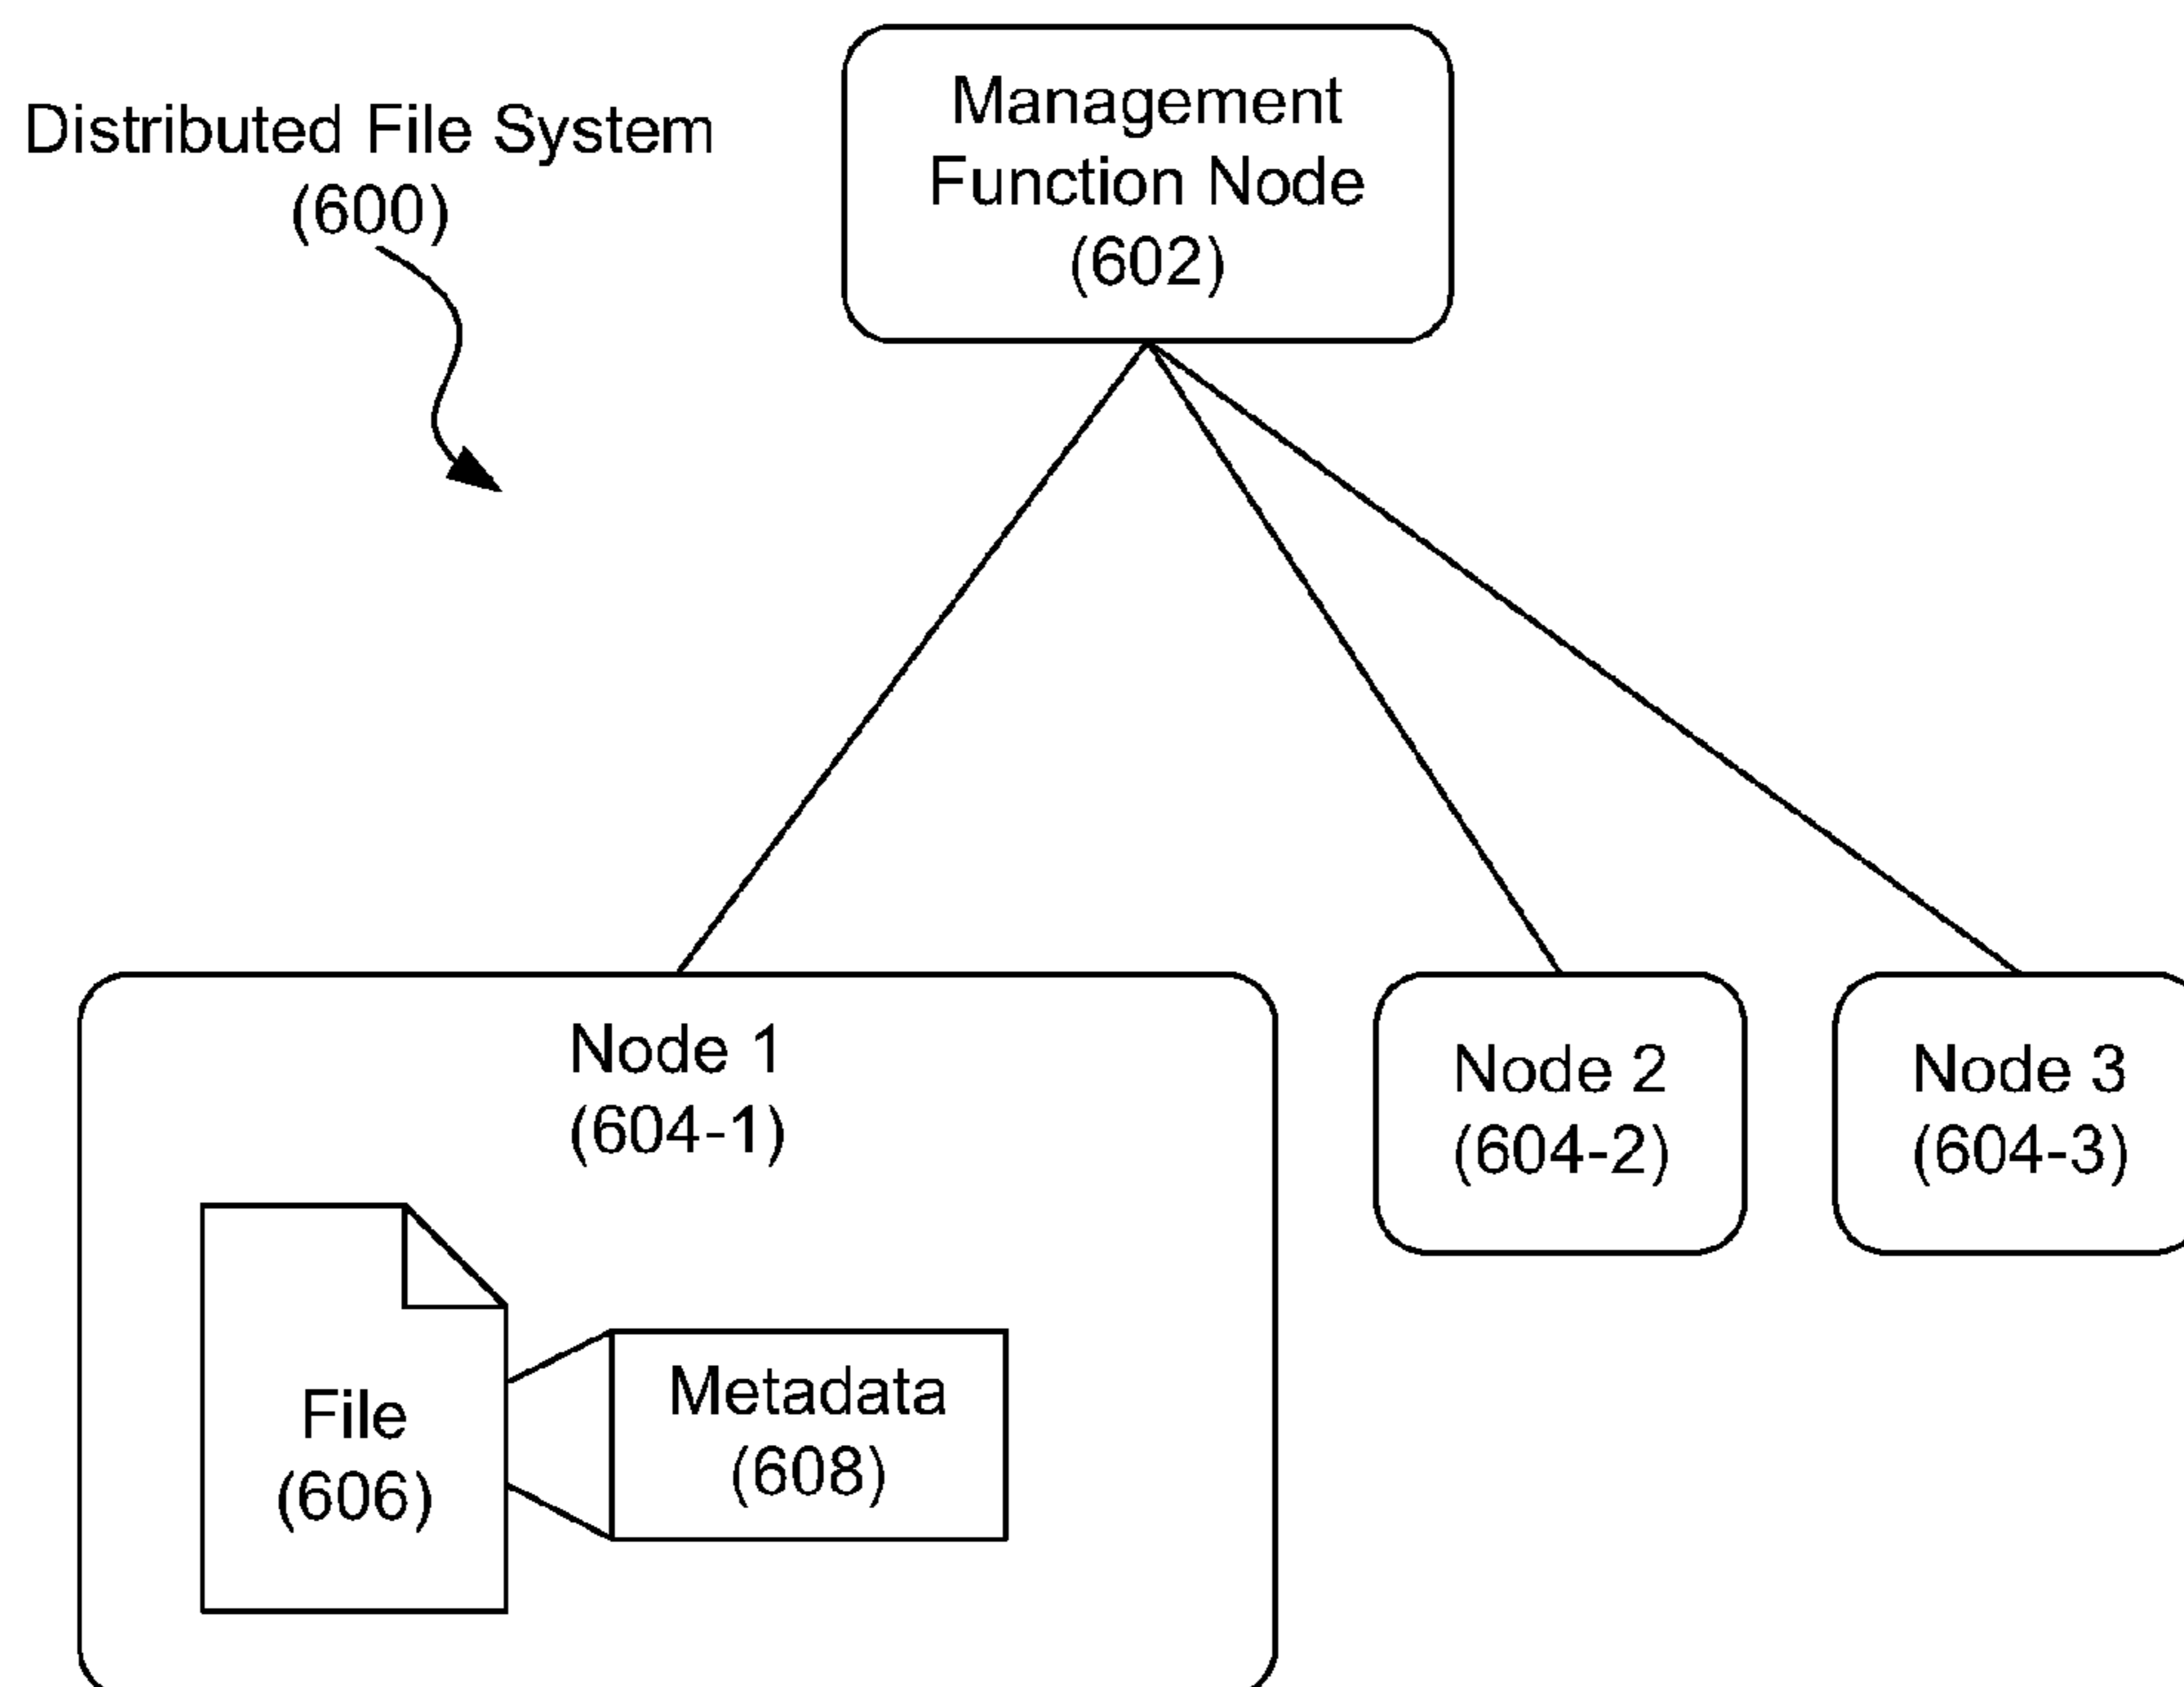 Distributed File System
(600)
Management
Function Node
(602)
Node 1
(604-1)
Node 2
(604-2)
Node 3
(604-3)
File
(606)
Metadata
(608)